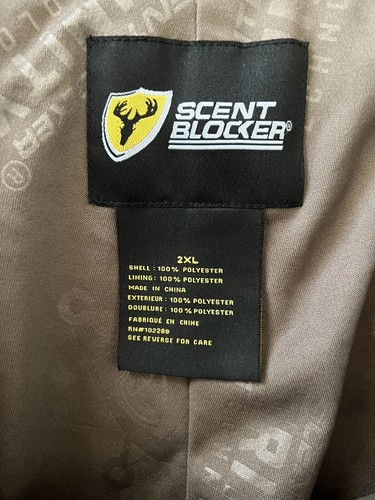 SCENT
BLOCKER®
2XL
SHELL: 100% POLYESTER
LINING: 100% POLYESTER
MADE IN CHINA
EXTERIEUR: 100% POLYESTER
DOUBLURE: 100% POLYESTER
FABRIQUÉ EN CHINE
RN#102286
SEE REVERSE FOR CARE